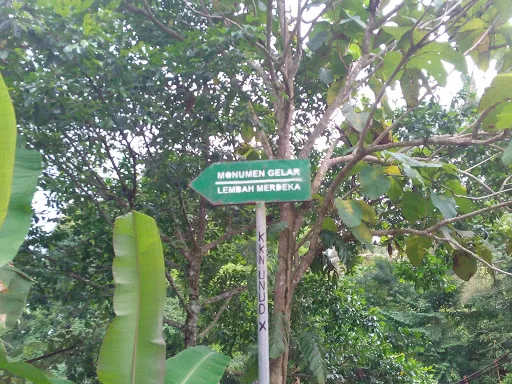 MONUMEN GELAR
LEMBAH MERDEKA
KKN UNUD X